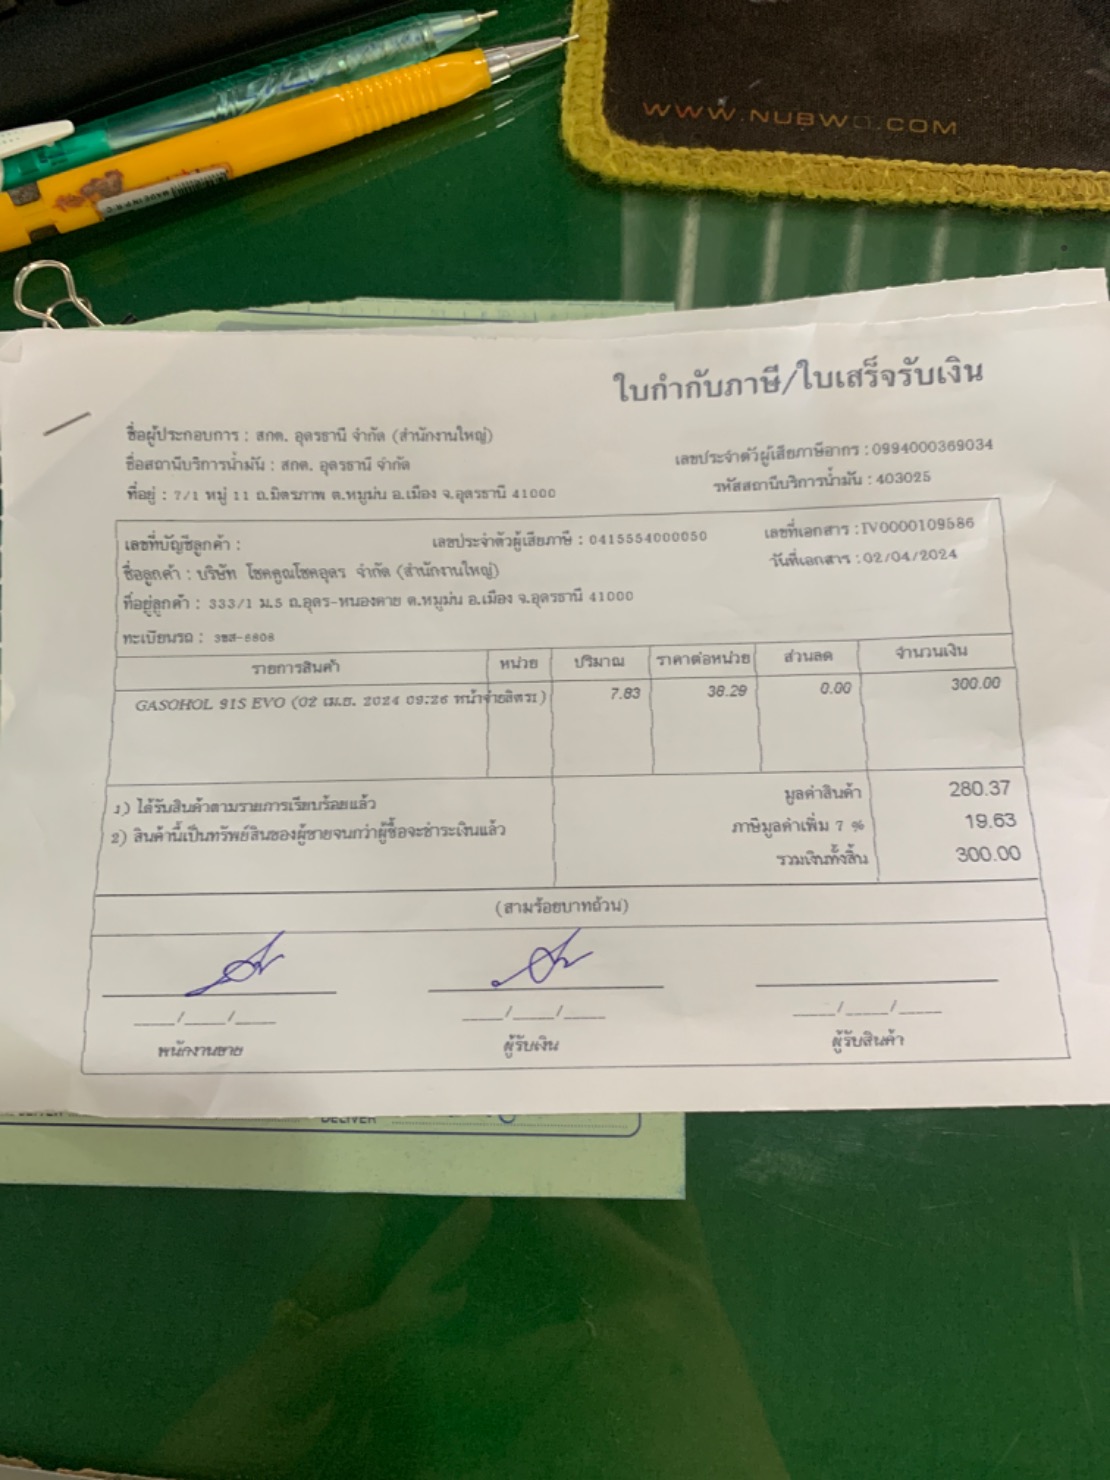 WWW.NUBWO.COM
MADE IN P.R.C
ใบกำกับภาษี/ใบเสร็จรับเงิน
ชื่อผู้ประกอบการ : สกต. อุดรธานี จำกัด (สำนักงานใหญ่)
เลขประจำตัวผู้เสียภาษีอากร : 0994000369034
ชื่อสถานีบริการน้ำมัน : สกต. อุดรธานี จำกัด
รหัสสถานีบริการน้ำมัน : 403025
ที่อยู่ : 7/1 หมู่ 11 ถ.มิตรภาพ ต.หมูม่น อ.เมือง จ.อุดรธานี 41000
เลขที่บัญชีลูกค้า : เลขประจำตัวผู้เสียภาษี : 0415554000050 เลขที่เอกสาร : IV0000109586
ชื่อลูกค้า : บริษัท โชคคูณโชคอุดร จำกัด (สำนักงานใหญ่) วันที่เอกสาร : 02/04/2024
ที่อยู่ลูกค้า : 333/1 ม.5 ถ.อุดร-หนองคาย ต.หมูม่น อ.เมือง จ.อุดรธานี 41000
ทะเบียนรถ : 3ขส-6808
รายการสินค้า หน่วย ปริมาณ ราคาต่อหน่วย ส่วนลด จำนวนเงิน
GASOHOL 91S EVO (02 เม.ย. 2024 09:26 หน้าจ่าย 7.83 38.29 0.00 300.00
1) ได้รับสินค้าตามรายการเรียบร้อยแล้ว มูลค่าสินค้า 280.37
2) สินค้านี้เป็นทรัพย์สินของผู้ขายจนกว่าผู้ซื้อจะชำระเงินแล้ว ภาษีมูลค่าเพิ่ม 7 % 19.63
รวมเงินทั้งสิ้น 300.00
(สามร้อยบาทถ้วน)
____/____/____ ____/____/____ ____/____/____
พนักงานขาย ผู้รับเงิน ผู้รับสินค้า
DELIVER